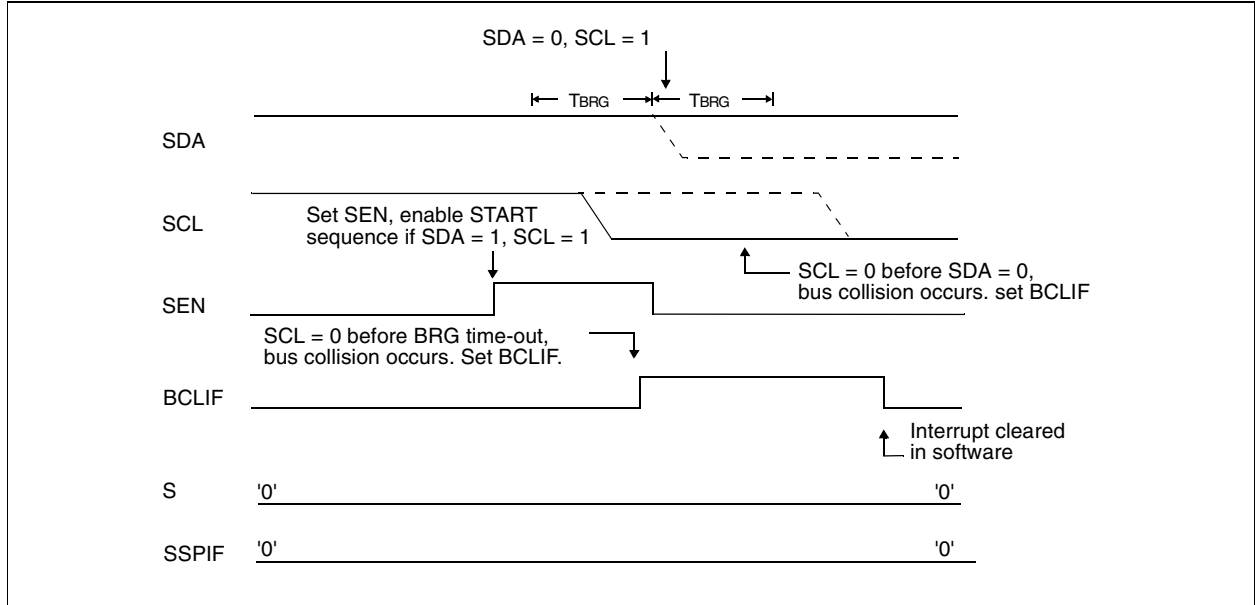 SDA = 0, SCL = 1
TBRG TBRG
SDA
SCL
Set SEN, enable START
sequence if SDA = 1, SCL = 1
SCL = 0 before SDA = 0,
bus collision occurs. set BCLIF
SEN
SCL = 0 before BRG time-out,
bus collision occurs. Set BCLIF.
BCLIF
Interrupt cleared
in software
S '0' '0'
SSPIF '0' '0'